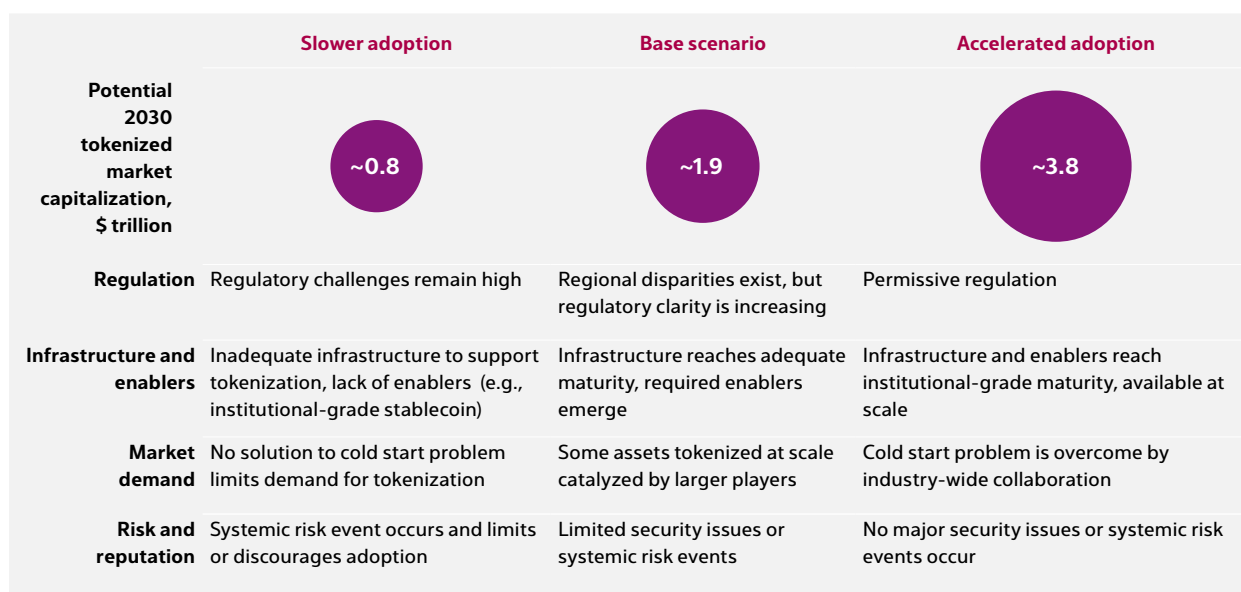 Slower adoption
Base scenario
Accelerated adoption
Potential
2030
tokenized
market
capitalization,
$ trillion
~0.8
~1.9
~3.8
Regulation
Regulatory challenges remain high
Regional disparities exist, but
regulatory clarity is increasing
Permissive regulation
Infrastructure and
enablers
Inadequate infrastructure to support
tokenization, lack of enablers (e.g.,
institutional-grade stablecoin)
Infrastructure reaches adequate
maturity, required enablers
emerge
Infrastructure and enablers reach
institutional-grade maturity, available at
scale
Market
demand
No solution to cold start problem
limits demand for tokenization
Some assets tokenized at scale
catalyzed by larger players
Cold start problem is overcome by
industry-wide collaboration
Risk and
reputation
Systemic risk event occurs and limits
or discourages adoption
Limited security issues or
systemic risk events
No major security issues or systemic risk
events occur